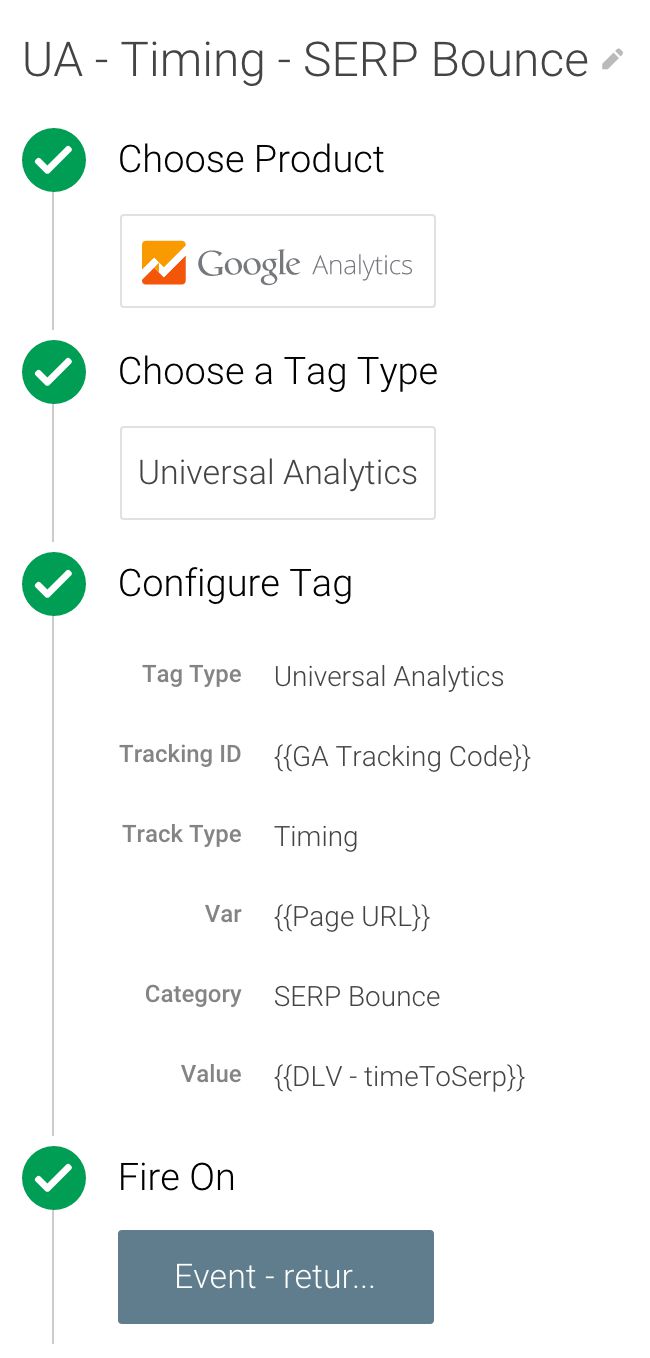 UA - Timing - SERP Bounce
Choose Product
Google Analytics
Choose a Tag Type
Universal Analytics
Configure Tag
Tag Type Universal Analytics
Tracking ID {{GA Tracking Code}}
Track Type Timing
Var {{Page URL}}
Category SERP Bounce
Value {{DLV - timeToSerp}}
Fire On
Event - retur...